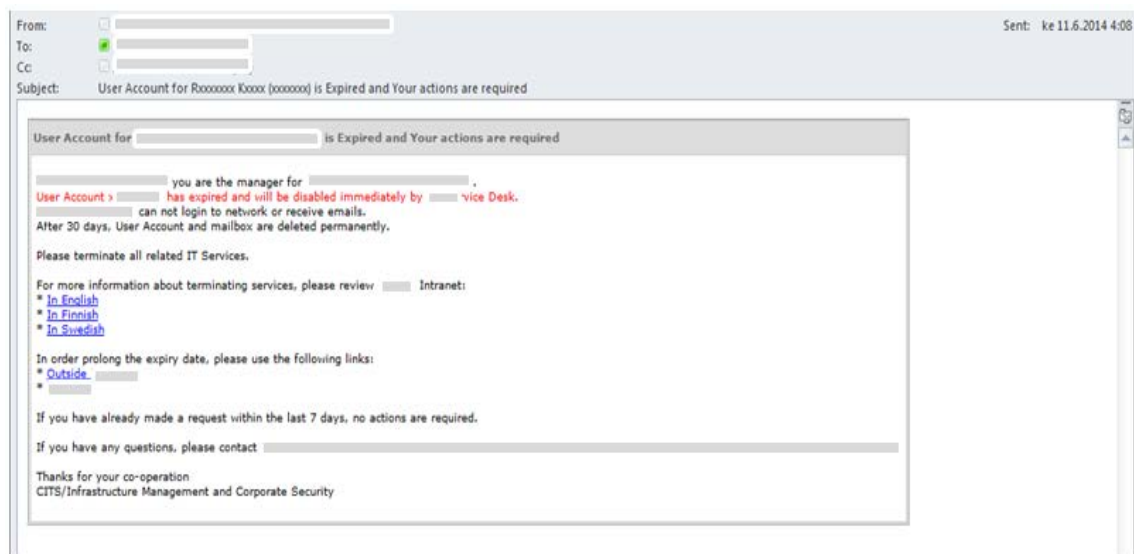 From:
Sent: ke 11.6.2014 4:08
To:
Cc:
Subject: User Account for Rxxxxxxx Kxxxx (xxxxxxx) is Expired and Your actions are required
User Account for is Expired and Your actions are required
you are the manager for .
User Account has expired and will be disabled immediately by vice Desk.
can not login to network or receive emails.
After 30 days, User Account and mailbox are deleted permanently.
Please terminate all related IT Services.
For more information about terminating services, please review Intranet:
* In English
* In Finnish
* In Swedish
In order prolong the expiry date, please use the following links:
* Outside
*
If you have already made a request within the last 7 days, no actions are required.
If you have any questions, please contact
Thanks for your co-operation
CITS/Infrastructure Management and Corporate Security